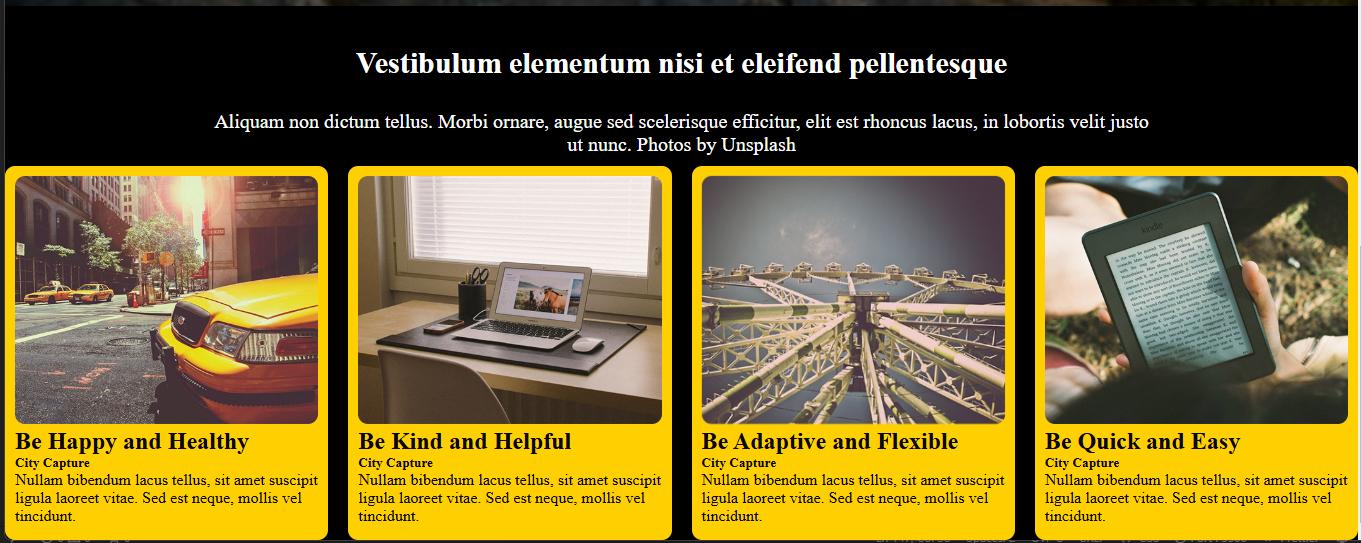 Vestibulum elementum nisi et eleifend pellentesque
Aliquam non dictum tellus. Morbi ornare, augue sed scelerisque efficitur, elit est rhoncus lacus, in lobortis velit justo
ut nunc. Photos by Unsplash
kindle
Be Happy and Healthy
City Capture
Nullam bibendum lacus tellus, sit amet suscipit
ligula laoreet vitae. Sed est neque, mollis vel
tincidunt.
Be Kind and Helpful
City Capture
Nullam bibendum lacus tellus, sit amet suscipit
ligula laoreet vitae. Sed est neque, mollis vel
tincidunt.
Be Adaptive and Flexible
City Capture
Nullam bibendum lacus tellus, sit amet suscipit
ligula laoreet vitae. Sed est neque, mollis vel
tincidunt.
Be Quick and Easy
City Capture
Nullam bibendum lacus tellus, sit amet suscipit
ligula laoreet vitae. Sed est neque, mollis vel
tincidunt.